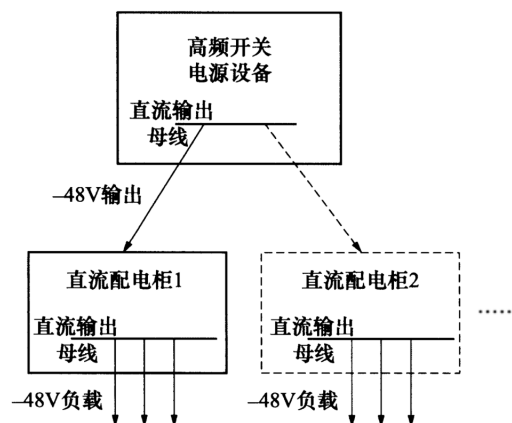 高频开关
电源设备
直流输出
母线
–48V输出
直流配电柜1
直流输出
母线
–48V负载
直流配电柜2
直流输出
母线
–48V负载
……